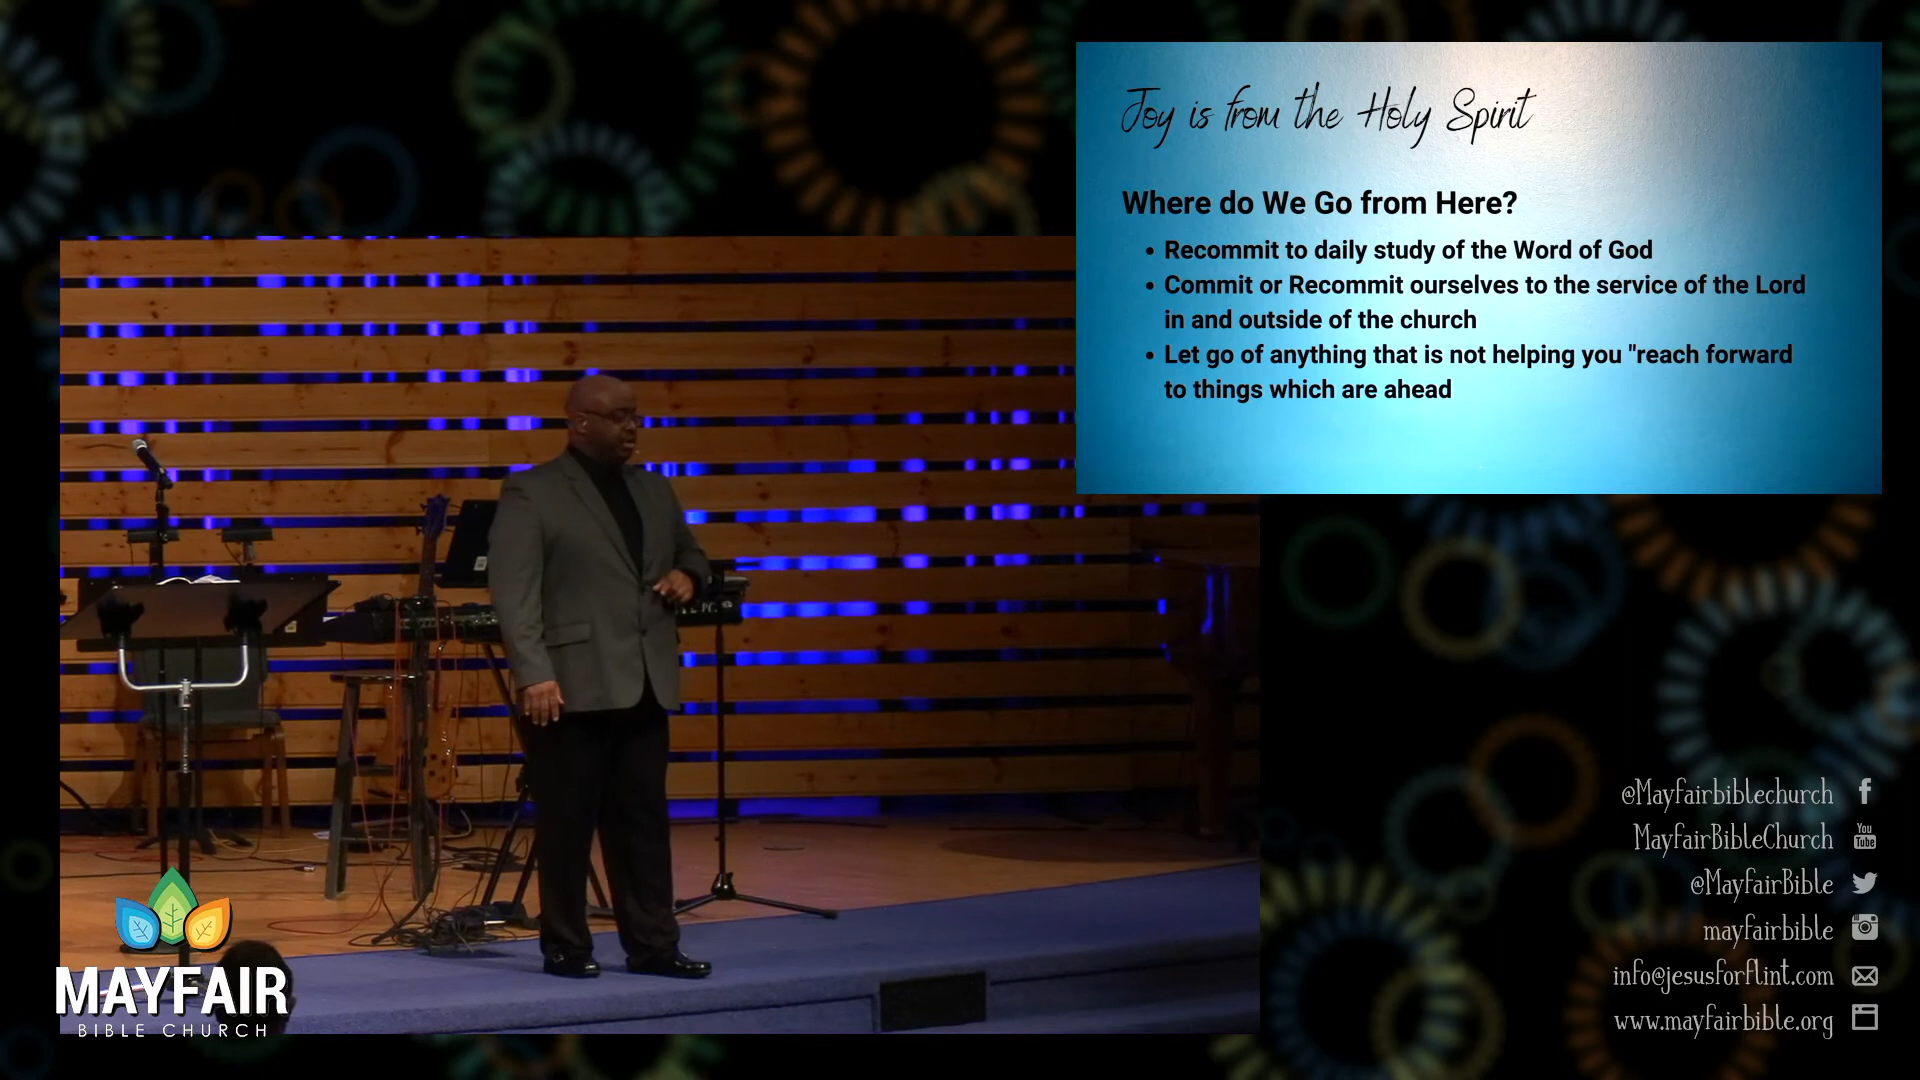 Joy is from the Holy Spirit
Where do We Go from Here?
• Recommit to daily study of the Word of God
• Commit or Recommit ourselves to the service of the Lord
in and outside of the church
• Let go of anything that is not helping you "reach forward
to things which are ahead
@Mayfairbiblechurch
MayfairBibleChurch
You
Tube
@MayfairBible
mayfairbible
info@jesusforflint.com
www.mayfairbible.org
MAYFAIR
BIBLE CHURCH